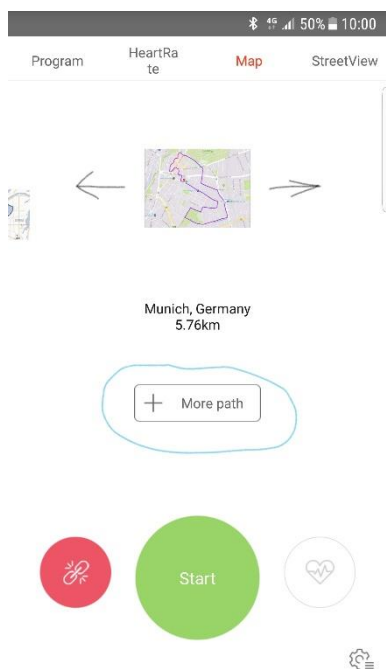 4G 50% 10:00
Program HeartRa Map StreetView
te
Munich, Germany
5.76km
+ More path
Start